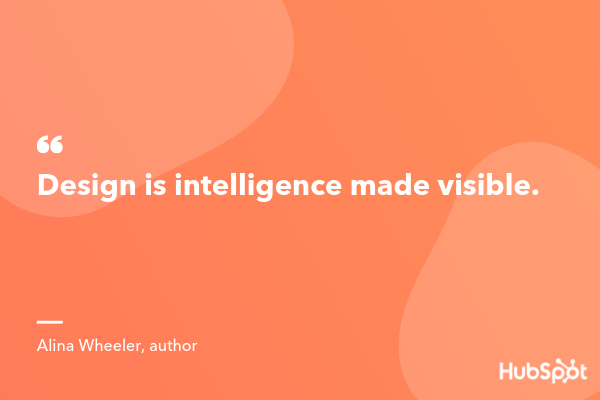 “
Design is intelligence made visible.
Alina Wheeler, author
HubSpot